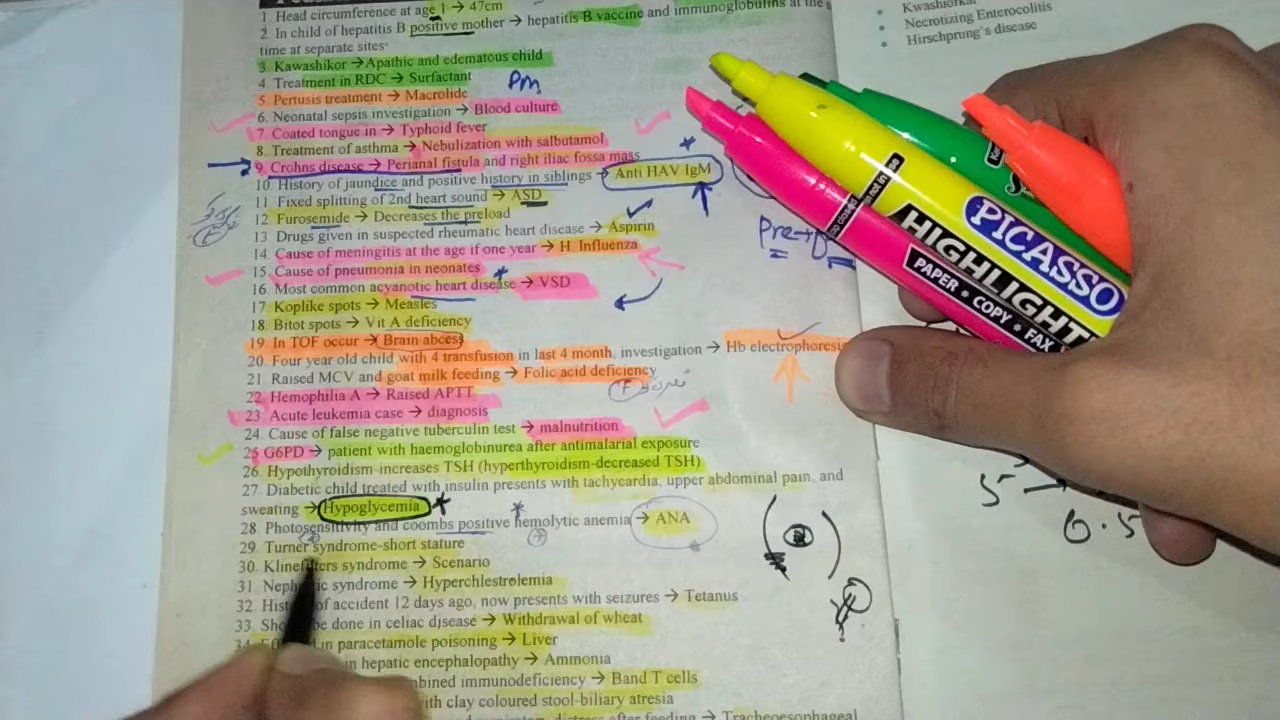 1. Head circumference at age 1 → 47cm
2. In child of hepatitis B positive mother → hepatitis B vaccine and immunoglobulins at the
time at separate sites
3. Kawashikor → Apathic and edematous child
4. Treatment in RDC → Surfactant
5. Pertusis treatment → Macrolide
6. Neonatal sepsis investigation → Blood culture
7. Coated tongue in → Typhoid fever
8. Treatment of asthma → Nebulization with salbutamol
9. Crohns disease → Perianal fistula and right iliac fossa mass
10. History of jaundice and positive history in siblings → Anti HAV IgM
11 Fixed splitting of 2nd heart sound → ASD
12 Furosemide → Decreases the preload
13 Drugs given in suspected rheumatic heart disease → Aspirin
14. Cause of meningitis at the age if one year → H Influenza
15. Cause of pneumonia in neonates
16. Most common acyanotic heart disease → VSD
17 Koplike spots → Measles
18. Bitot spots → Vit A deficiency
19. In TOF occur → Brain abcess
20. Four year old child with 4 transfusion in last 4 month, investigation → Hb electrophoresis
21. Raised MCV and goat milk feeding → Folic acid deficiency
22. Hemophilia A → Raised APTT
23 Acute leukemia case → diagnosis
24. Cause of false negative tuberculin test → malnutrition
25 G6PD → patient with haemoglobinurea after antimalarial exposure
26. Hypothyroidism-increases TSH (hyperthyroidism-decreased TSH)
27 Diabetic child treated with insulin presents with tachycardia, upper abdominal pain, and
sweating → Hypoglycemia
28. Photosensitivity and coombs positive hemolytic anemia → ANA
29. Turner syndrome-short stature
30. Klinefilters syndrome → Scenario
31. syndrome → Hyperchlestrolemia
32. of accident 12 days ago, now presents with seizures → Tetanus
33. be done in celiac disease → Withdrawal of wheat
34. in paracetamole poisoning → Liver
in hepatic encephalopathy → Ammonia
immunodeficiency → Band T cells
with clay coloured stool-biliary atresia
after feeding → Tracheoesophageal
Pm
Necrotizing Enterocolitis
Hirschprung's disease
PICASSO
HIGHLIGHT
PAPER • COPY • FAX
5 →
0.5